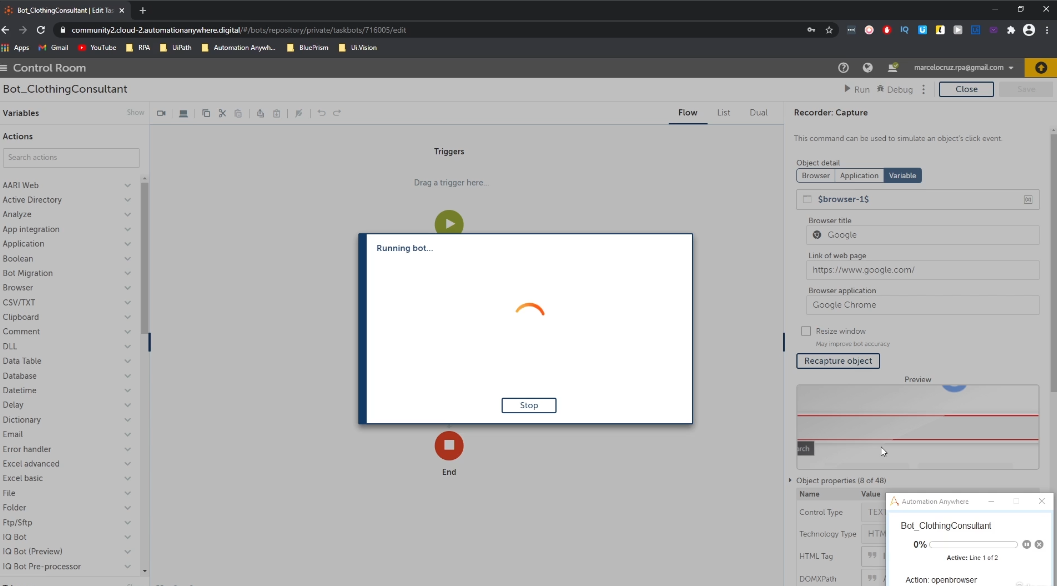 Bot_ClothingConsultant | Edit Tas
community2.cloud-2.automationanywhere.digital/#/bots/repository/private/taskbots/716005/edit
Apps Gmail YouTube RPA UiPath Automation Anywh... BluePrism Ui.Vision
Control Room
marcelocruz.rpa@gmail.com
Bot_ClothingConsultant
Run Debug Close Save
Variables Show
Flow List Dual
Recorder: Capture
Actions
Search actions
AARI Web
Active Directory
Analyze
App integration
Application
Boolean
Bot Migration
Browser
CSV/TXT
Clipboard
Comment
DLL
Data Table
Database
Datetime
Delay
Dictionary
Email
Error handler
Excel advanced
Excel basic
File
Folder
Ftp/Sftp
IQ Bot
IQ Bot (Preview)
IQ Bot Pre-processor
Triggers
Drag a trigger here...
Running bot...
Stop
End
This command can be used to simulate an object's click event.
Object detail
Browser Application Variable
$browser-1$
Browser title
Google
Link of web page
https://www.google.com/
Browser application
Google Chrome
Resize window
May improve bot accuracy
Recapture object
Preview
arch
Object properties (8 of 48)
Name Value
Control Type TEX
Technology Type HTM
HTML Tag
DOMXPath
Automation Anywhere
Bot_ClothingConsultant
0%
Active: Line 1 of 2
Action: openbrowser